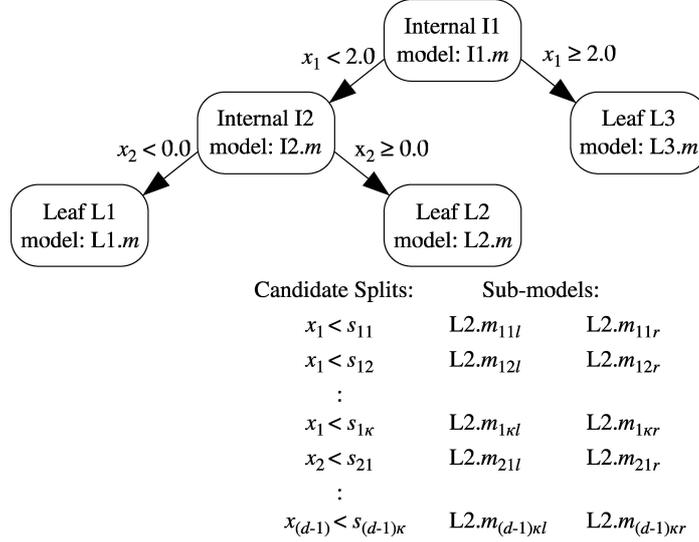 Internal I1
model: I1.m
x₁ < 2.0
x₁ ≥ 2.0
Internal I2
model: I2.m
Leaf L3
model: L3.m
x₂ < 0.0
x₂ ≥ 0.0
Leaf L1
model: L1.m
Leaf L2
model: L2.m
Candidate Splits: Sub-models:
x₁ < s₁₁ L2.m₁₁ₗ L2.m₁₁ᵣ
x₁ < s₁₂ L2.m₁₂ₗ L2.m₁₂ᵣ
:
x₁ < s₁κ L2.m₁κₗ L2.m₁κᵣ
x₂ < s₂₁ L2.m₂₁ₗ L2.m₂₁ᵣ
:
x₍d-1₎ < s₍d-1₎κ L2.m₍d-1₎κₗ L2.m₍d-1₎κᵣ